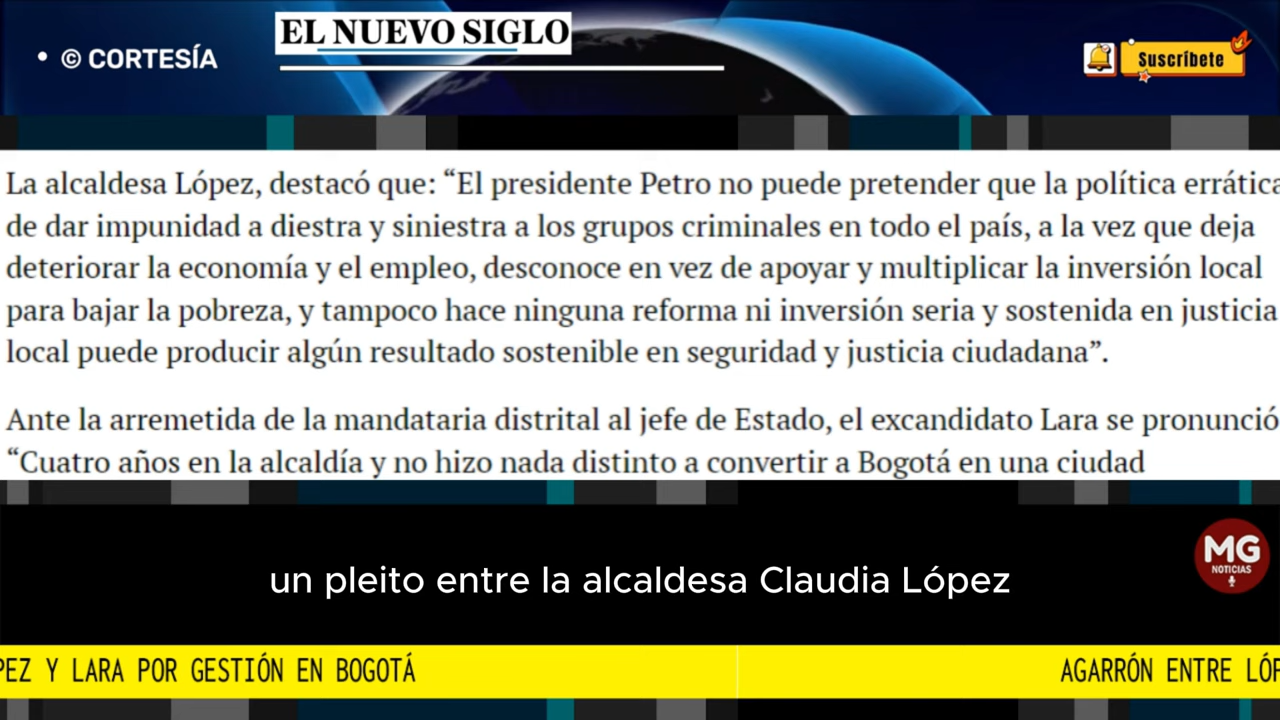 • © CORTESÍA
EL NUEVO SIGLO
Suscríbete
La alcaldesa López, destacó que: “El presidente Petro no puede pretender que la política errática
de dar impunidad a diestra y siniestra a los grupos criminales en todo el país, a la vez que deja
deteriorar la economía y el empleo, desconoce en vez de apoyar y multiplicar la inversión local
para bajar la pobreza, y tampoco hace ninguna reforma ni inversión seria y sostenida en justicia
local puede producir algún resultado sostenible en seguridad y justicia ciudadana”.
Ante la arremetida de la mandataria distrital al jefe de Estado, el excandidato Lara se pronunció
“Cuatro años en la alcaldía y no hizo nada distinto a convertir a Bogotá en una ciudad
MG
NOTICIAS
un pleito entre la alcaldesa Claudia López
PEZ Y LARA POR GESTIÓN EN BOGOTÁ AGARRÓN ENTRE LÓP